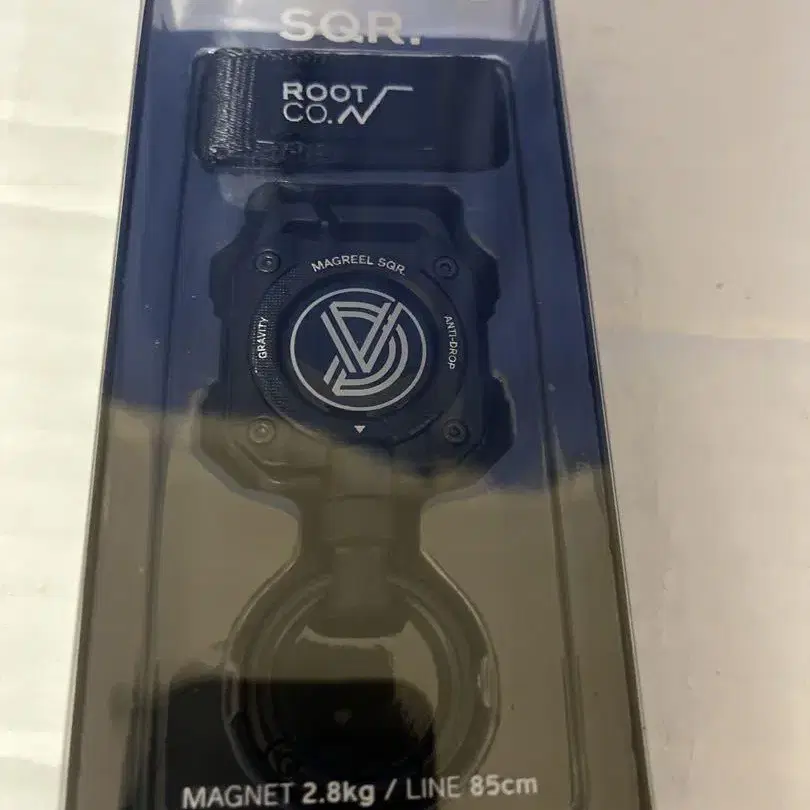 SQR.
ROOT
CO.
MAGREEL SQR.
GRAVITY
ANTI-DROP
MAGNET 2.8kg / LINE 85cm